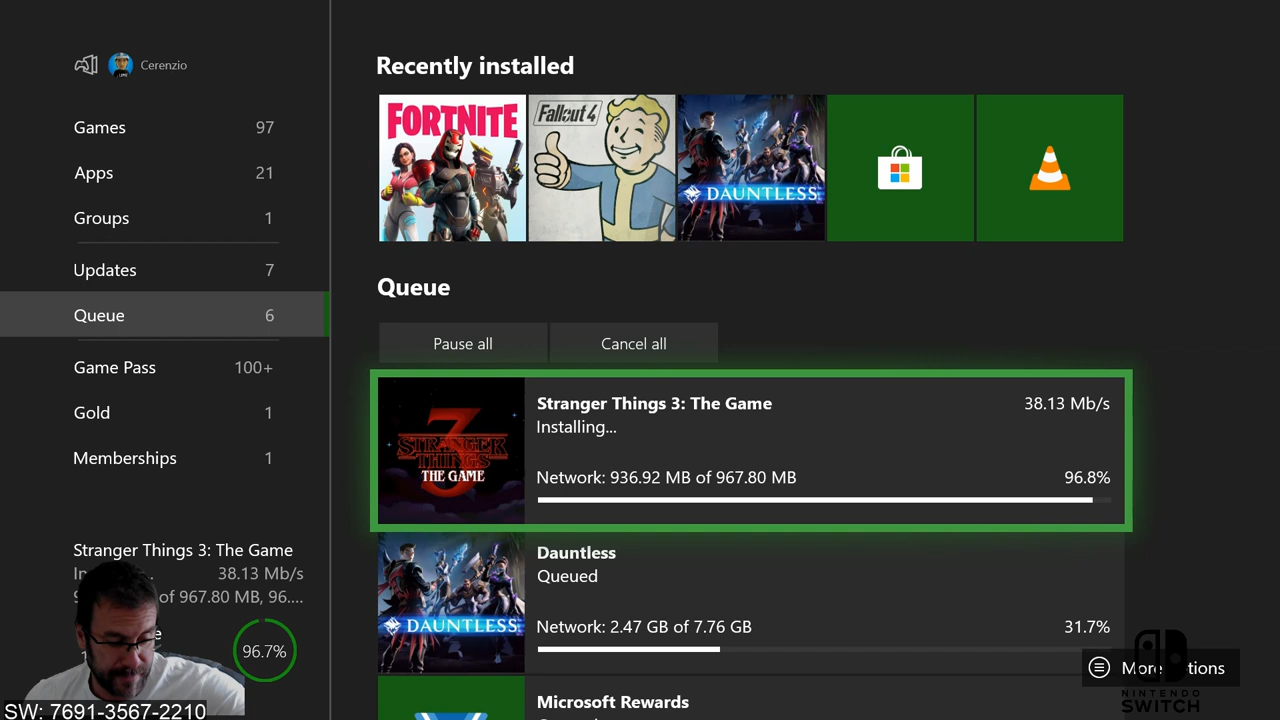 Cerenzio
Games 97
Apps 21
Groups 1
Updates 7
Queue 6
Game Pass 100+
Gold 1
Memberships 1
Stranger Things 3: The Game
38.13 Mb/s
of 967.80 MB, 96....
96.7%
SW: 7691-3567-2210
Recently installed
FORTNITE
Fallout 4
DAUNTLESS
Queue
Pause all
Cancel all
STRANGER
THINGS
3
THE GAME
Stranger Things 3: The Game 38.13 Mb/s
Installing...
Network: 936.92 MB of 967.80 MB 96.8%
DAUNTLESS
Dauntless
Queued
Network: 2.47 GB of 7.76 GB 31.7%
Microsoft Rewards
More
NINTENDO
SWITCH